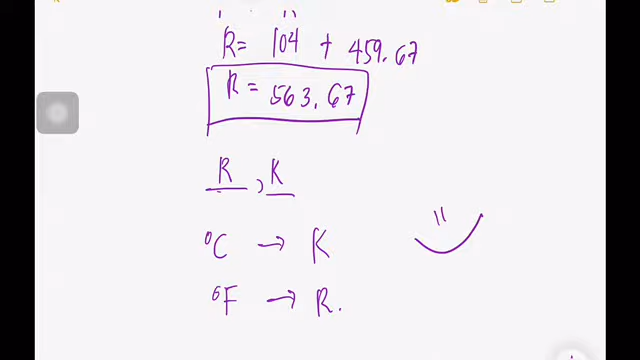 R = 104 + 459.67
R = 563.67
R , K
°C → K
°F → R.